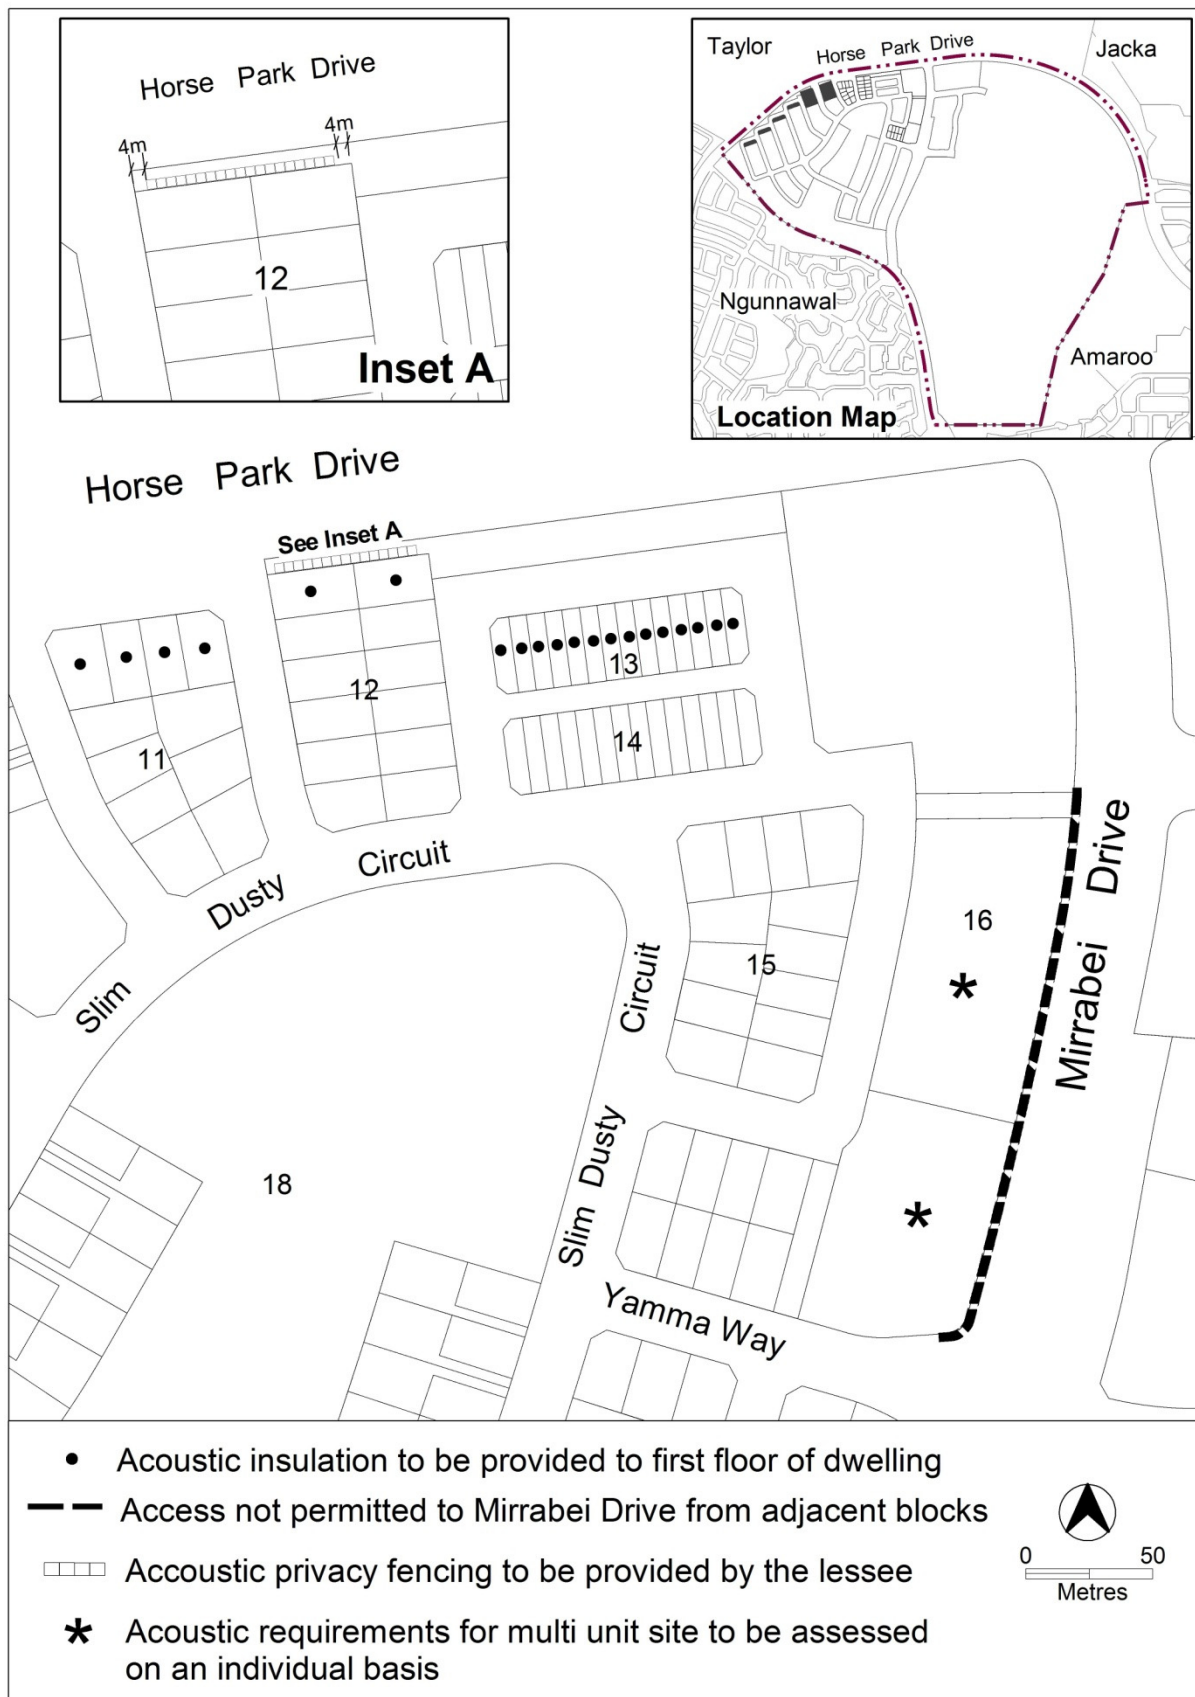 Horse Park Drive
4m
4m
12
Inset A
Taylor
Horse Park Drive
Jacka
Ngunnawal
Amaroo
Location Map
Horse Park Drive
See Inset A
11
12
13
14
Circuit
Dusty
Slim
15
16
Mirrabei Drive
Circuit
Slim Dusty
18
Yamma Way
Acoustic insulation to be provided to first floor of dwelling
Access not permitted to Mirrabei Drive from adjacent blocks
Accoustic privacy fencing to be provided by the lessee
* Acoustic requirements for multi unit site to be assessed
on an individual basis
0 50
Metres